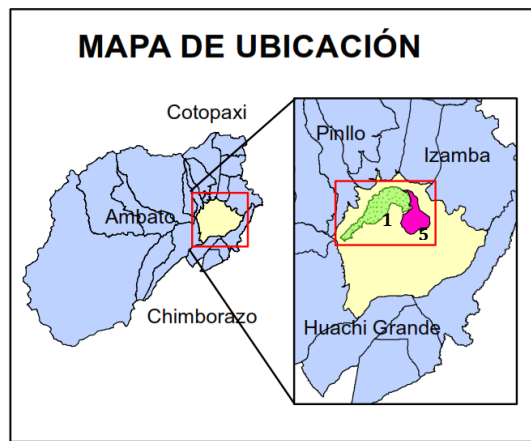 MAPA DE UBICACIÓN
Cotopaxi
Ambato
Chimborazo
Pinllo
Izamba
1
5
Huachi Grande